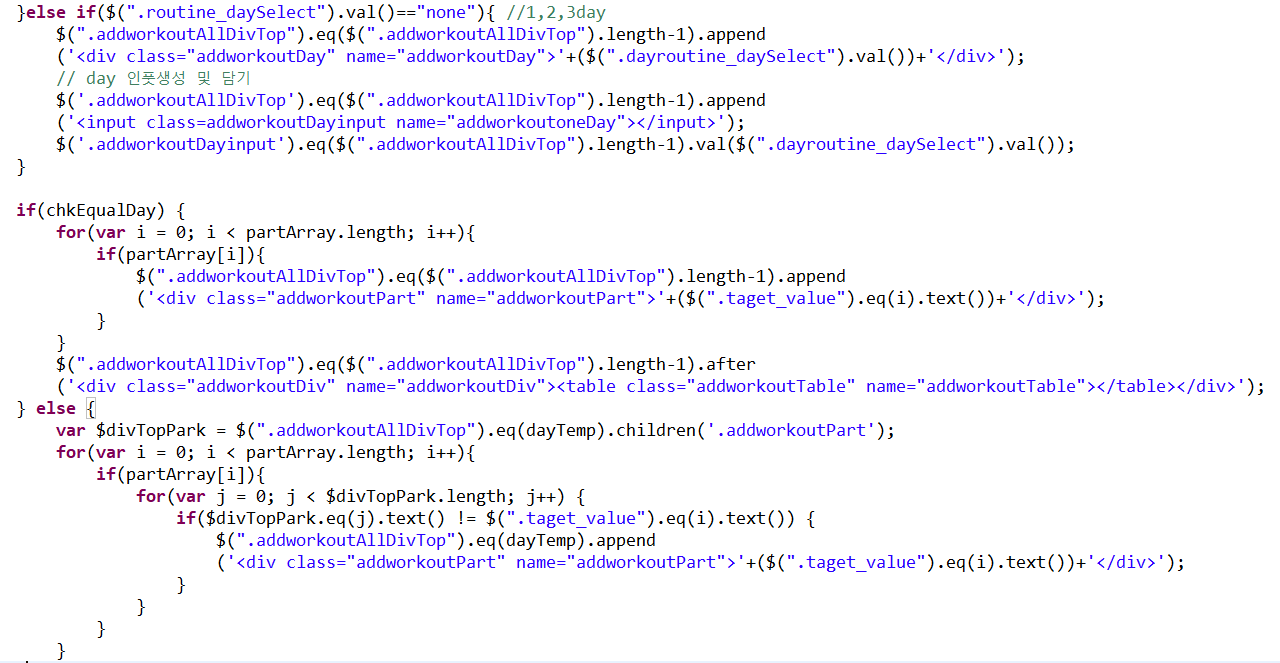 }else if($(".routine_daySelect").val()=="none"){ //1,2,3day
$(".addworkoutAllDivTop").eq($(".addworkoutAllDivTop").length-1).append
('<div class="addworkoutDay" name="addworkoutDay">'+($(".dayroutine_daySelect").val())+'</div>');
// day 인풋생성 및 담기
$('.addworkoutAllDivTop').eq($(".addworkoutAllDivTop").length-1).append
('<input class=addworkoutDayinput name="addworkoutoneDay"></input>');
$('.addworkoutDayinput').eq($(".addworkoutAllDivTop").length-1).val($(".dayroutine_daySelect").val());
}
if(chkEqualDay) {
for(var i = 0; i < partArray.length; i++){
if(partArray[i]){
$(".addworkoutAllDivTop").eq($(".addworkoutAllDivTop").length-1).append
('<div class="addworkoutPart" name="addworkoutPart">'+($(".taget_value").eq(i).text())+'</div>');
}
}
$(".addworkoutAllDivTop").eq($(".addworkoutAllDivTop").length-1).after
('<div class="addworkoutDiv" name="addworkoutDiv"><table class="addworkoutTable" name="addworkoutTable"></table></div>');
} else {
var $divTopPark = $(".addworkoutAllDivTop").eq(dayTemp).children('.addworkoutPart');
for(var i = 0; i < partArray.length; i++){
if(partArray[i]){
for(var j = 0; j < $divTopPark.length; j++) {
if($divTopPark.eq(j).text() != $(".taget_value").eq(i).text()) {
$(".addworkoutAllDivTop").eq(dayTemp).append
('<div class="addworkoutPart" name="addworkoutPart">'+($(".taget_value").eq(i).text())+'</div>');
}
}
}
}